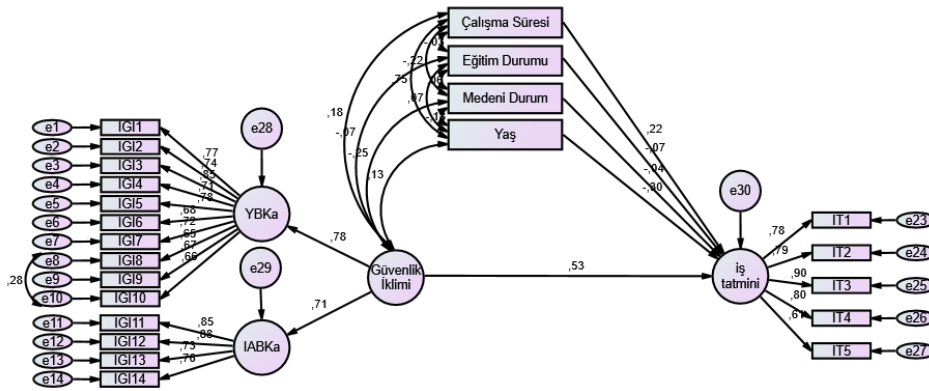 Çalışma Süresi
Eğitim Durumu
Medeni Durum
Yaş
-,22
,75
,07
,18
-,07
-,25
,13
,22
-,07
-,04
-,30
e1
IGI1
e2
IGI2
e3
IGI3
e4
IGI4
e5
IGI5
e6
IGI6
e7
IGI7
e8
IGI8
e9
IGI9
e10
IGI10
e11
IGI11
e12
IGI12
e13
IGI13
e14
IGI14
,28
e28
,77
,74
,85
-,71
,78
,68
,72
,65
,67
,66
YBKa
,78
e29
,71
,85
,88
,73
,76
IABKa
Güvenlik
İklimi
,53
e30
İş
tatmini
,78
,79
,90
,80
,61
IT1
e23
IT2
e24
IT3
e25
IT4
e26
IT5
e27